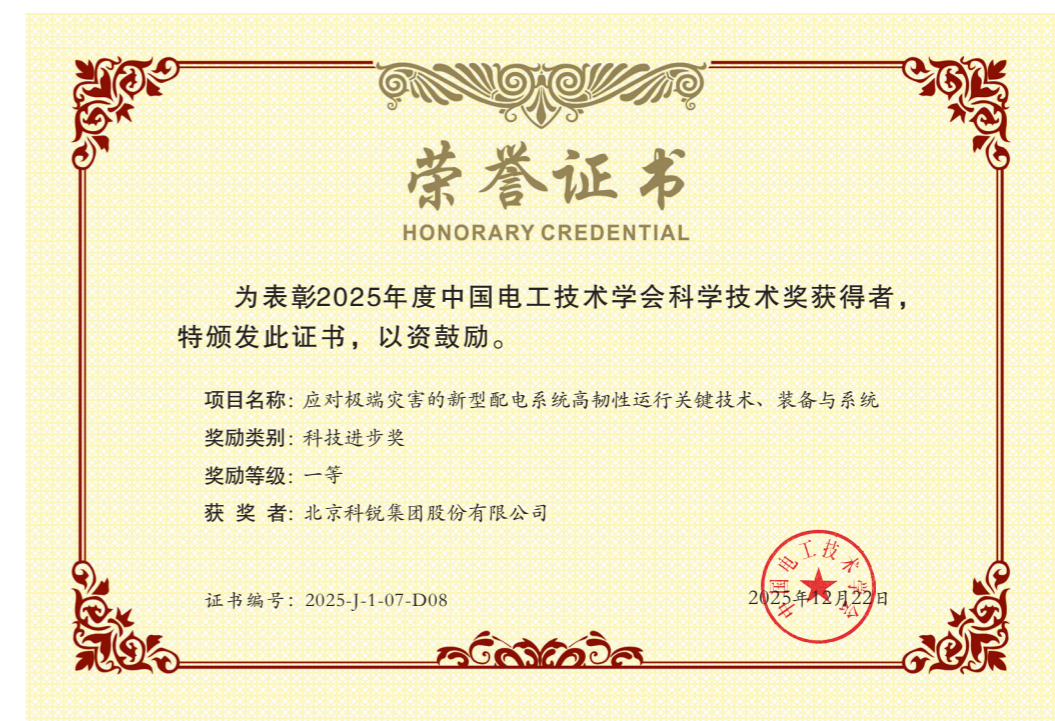 荣誉证书
HONORARY CREDENTIAL
为表彰2025年度中国电工技术学会科学技术奖获得者，
特颁发此证书，以资鼓励。
项目名称：应对极端灾害的新型配电系统高韧性运行关键技术、装备与系统
奖励类别：科技进步奖
奖励等级：一等
获 奖 者：北京科锐集团股份有限公司
中国电工技术学会
证书编号：2025-J-1-07-D08
2025年12月22日